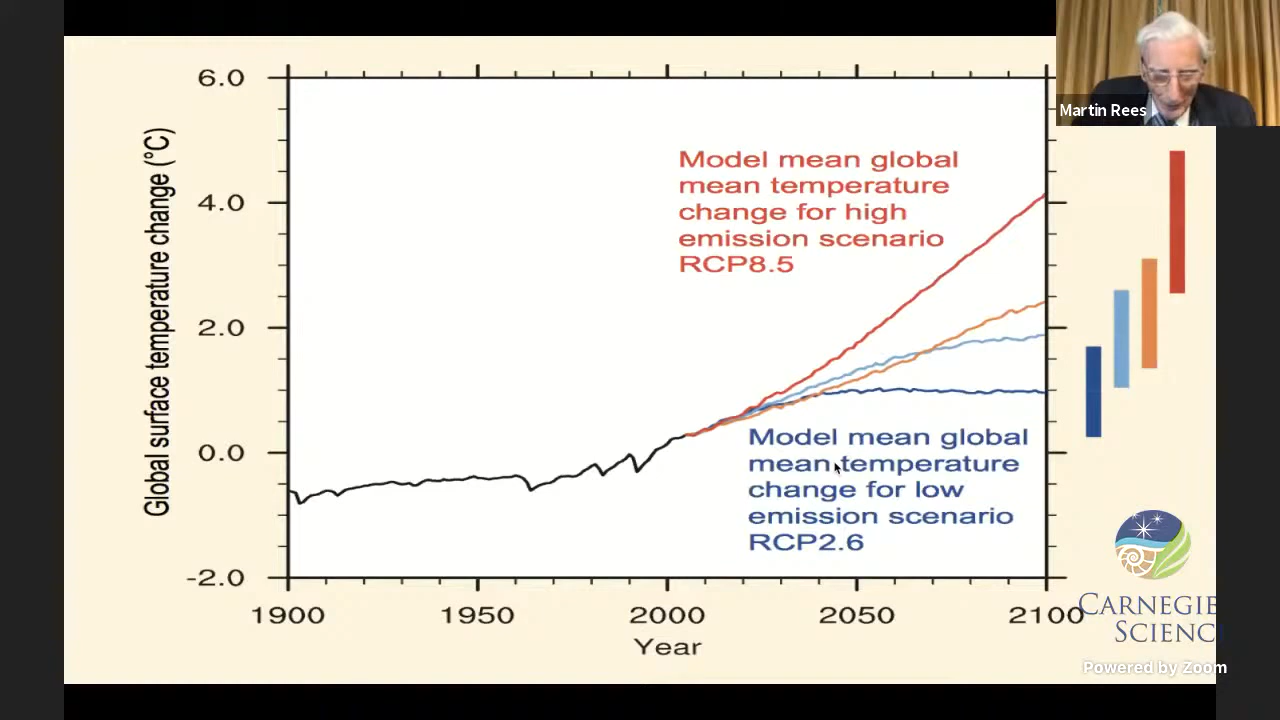 Martin Rees
6.0
4.0
2.0
0.0
-2.0
Global surface temperature change (°C)
Model mean global
mean temperature
change for high
emission scenario
RCP8.5
Model mean global
mean temperature
change for low
emission scenario
RCP2.6
1900 1950 2000 2050 2100
Year
CARNEGIE
SCIENC
Powered by Zoom